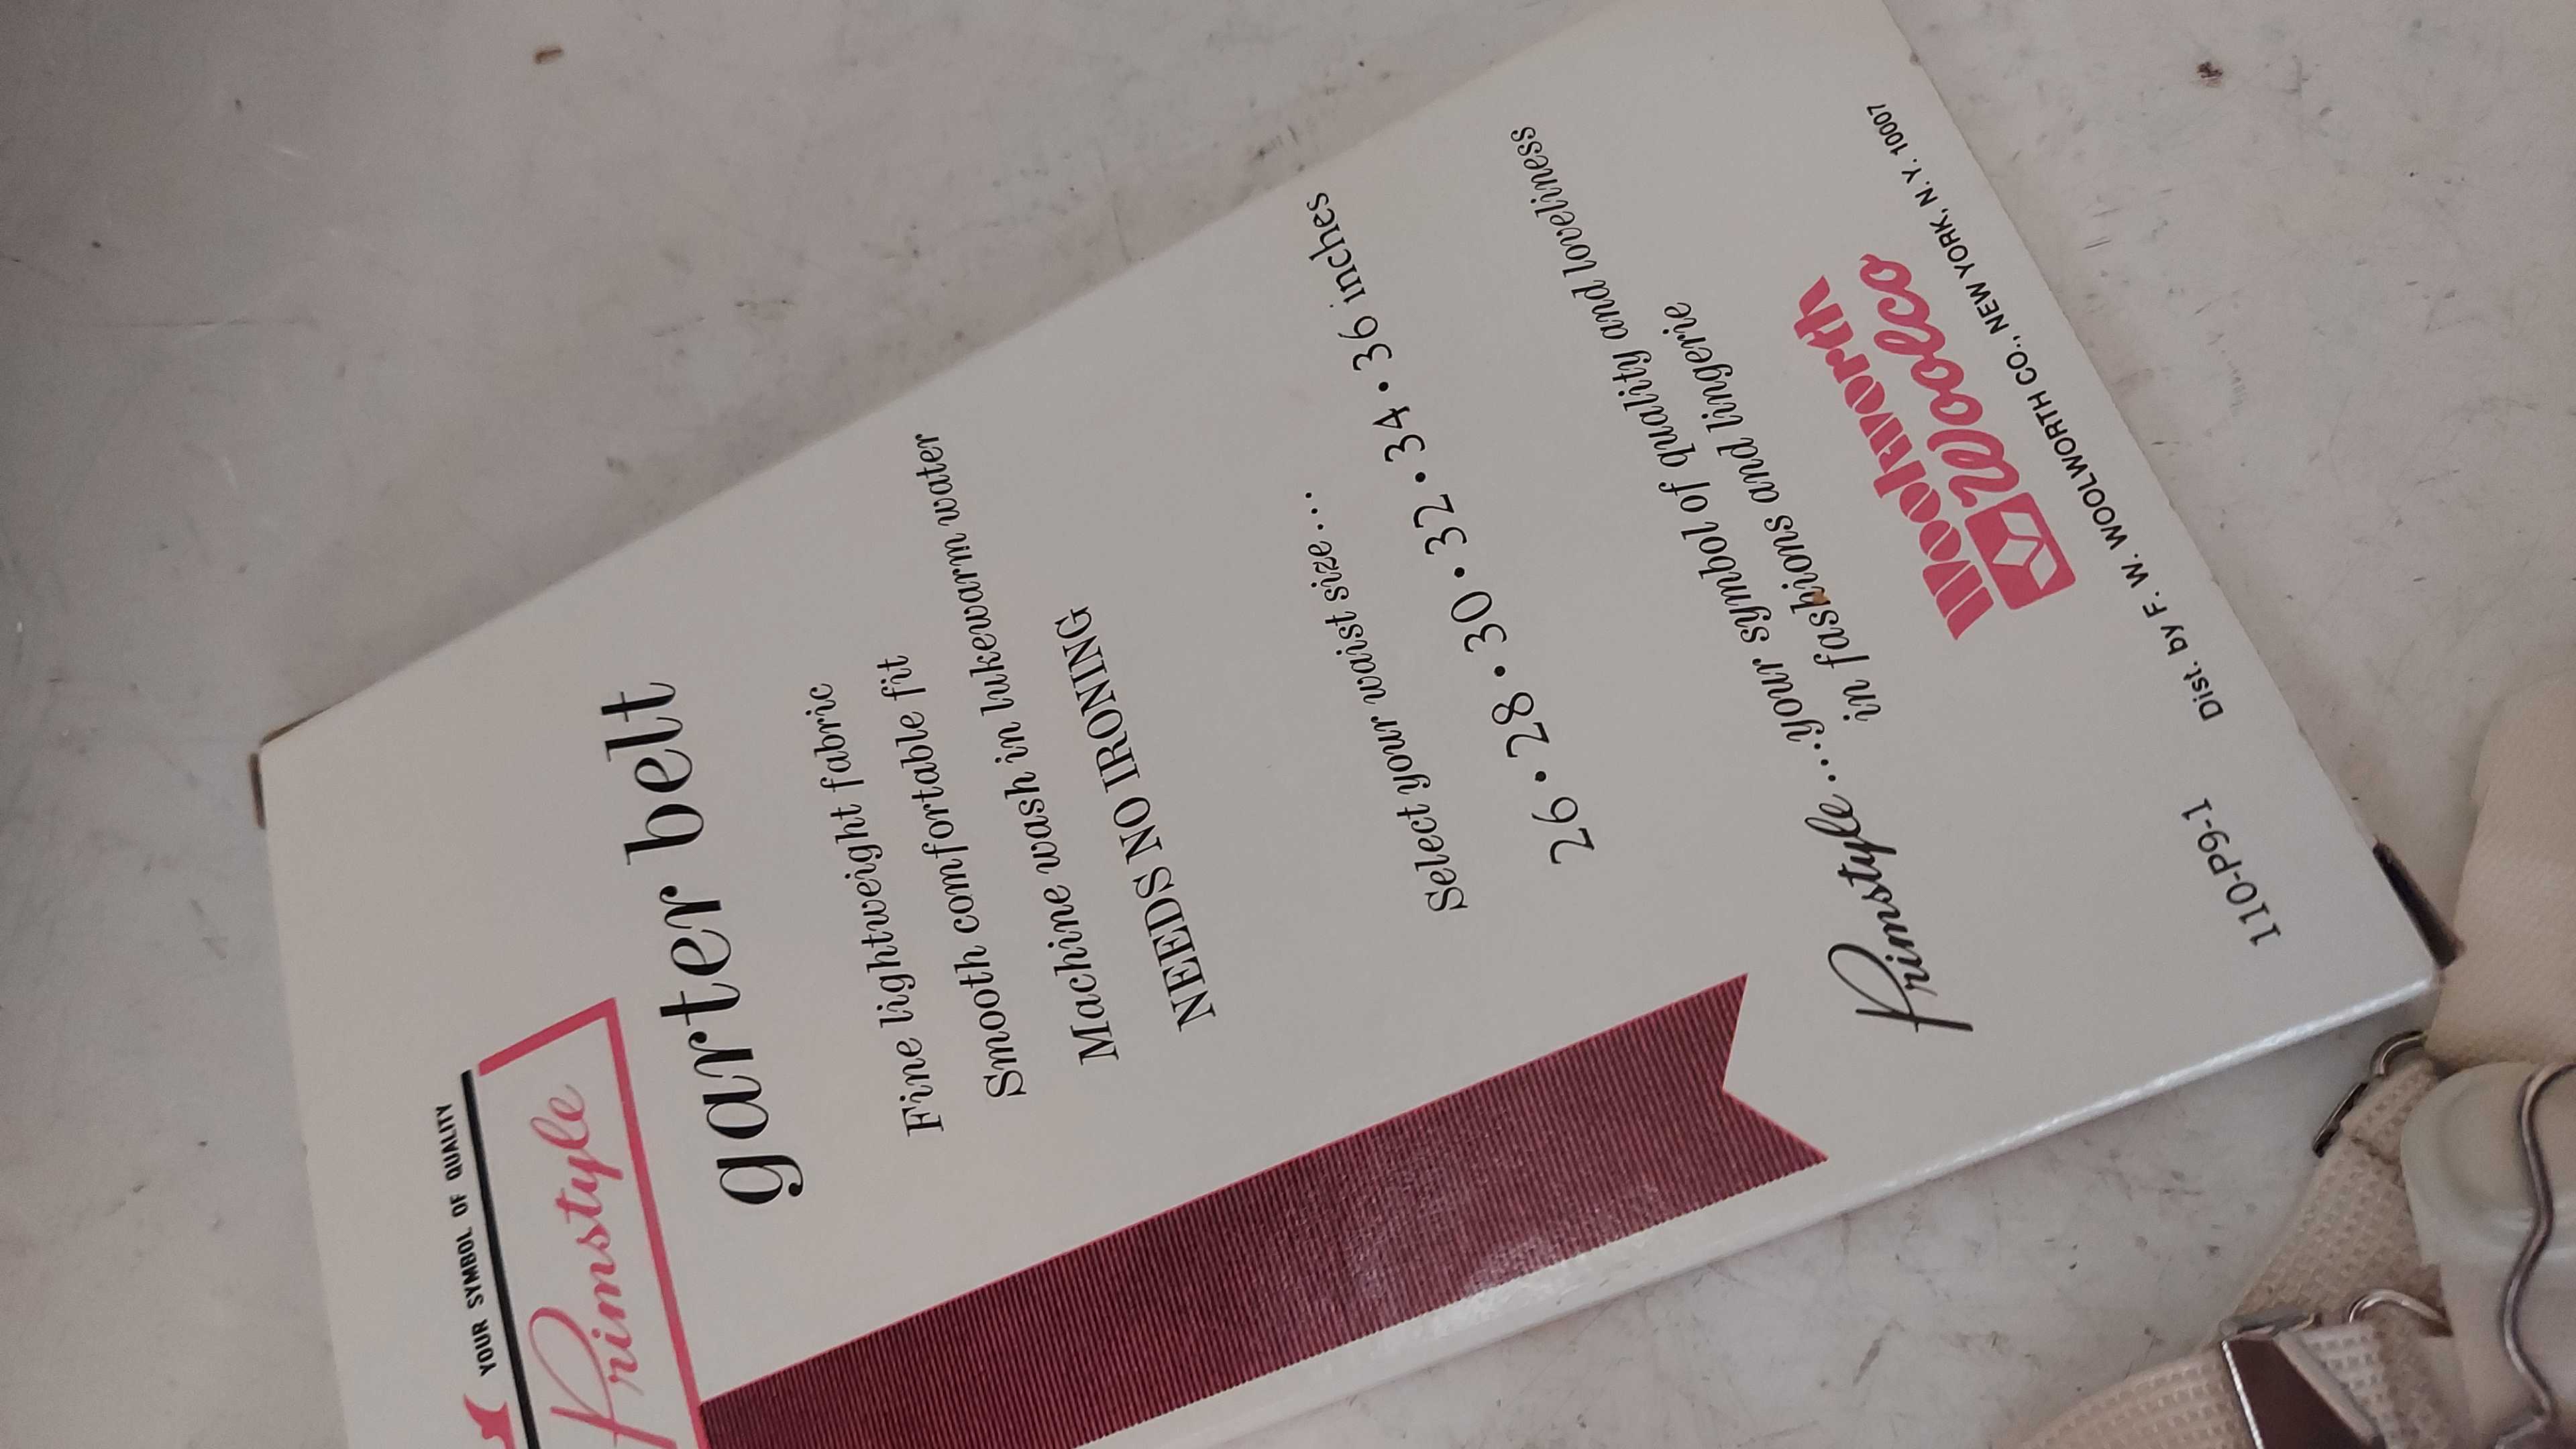 YOUR SYMBOL OF QUALITY
Primstyle
garter belt
Fine lightweight fabric
Smooth comfortable fit
Machine wash in lukewarm water
NEEDS NO IRONING
Select your waist size....
26 • 28 • 30 • 32 • 34 • 36 inches
Primstyle....your symbol of quality and loveliness
in fashions and lingerie
Woolworth
Woolco
110-P9-1 Dist. by F. W. WOOLWORTH CO., NEW YORK, N. Y. 10007